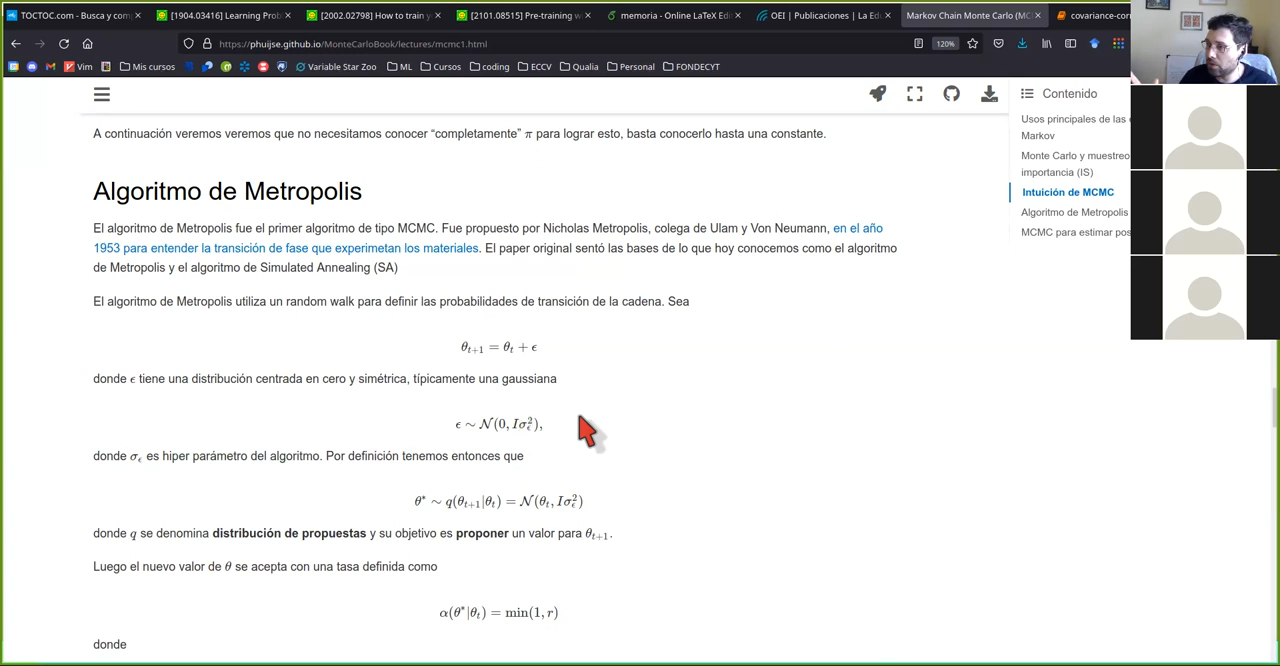 TOCTOC.com - Busca y comp
[1904.03416] Learning Prob
[2002.02798] How to train y
[2101.08515] Pre-training w
memoria - Online LaTeX Edi
OEI | Publicaciones | La Edu
Markov Chain Monte Carlo (MC
covariance-corr
https://phuijse.github.io/MonteCarloBook/lectures/mcmc1.html
120%
Vim
Mis cursos
Variable Star Zoo
ML
Cursos
coding
ECCV
Qualia
Personal
FONDECYT
A continuación veremos veremos que no necesitamos conocer “completamente” π para lograr esto, basta conocerlo hasta una constante.
Algoritmo de Metropolis
El algoritmo de Metropolis fue el primer algoritmo de tipo MCMC. Fue propuesto por Nicholas Metropolis, colega de Ulam y Von Neumann, en el año
1953 para entender la transición de fase que experimetan los materiales. El paper original sentó las bases de lo que hoy conocemos como el algoritmo
de Metropolis y el algoritmo de Simulated Annealing (SA)
El algoritmo de Metropolis utiliza un random walk para definir las probabilidades de transición de la cadena. Sea
θ_{t+1} = θ_t + ϵ
donde ϵ tiene una distribución centrada en cero y simétrica, típicamente una gaussiana
ϵ ∼ 𝒩(0, Iσ_ϵ^2),
donde σ_ϵ es hiper parámetro del algoritmo. Por definición tenemos entonces que
θ^* ∼ q(θ_{t+1}|θ_t) = 𝒩(θ_t, Iσ_ϵ^2)
donde q se denomina distribución de propuestas y su objetivo es proponer un valor para θ_{t+1}.
Luego el nuevo valor de θ se acepta con una tasa definida como
α(θ^*|θ_t) = min(1, r)
donde
Contenido
Usos principales de las
Markov
Monte Carlo y muestreo
importancia (IS)
Intuición de MCMC
Algoritmo de Metropolis
MCMC para estimar pos